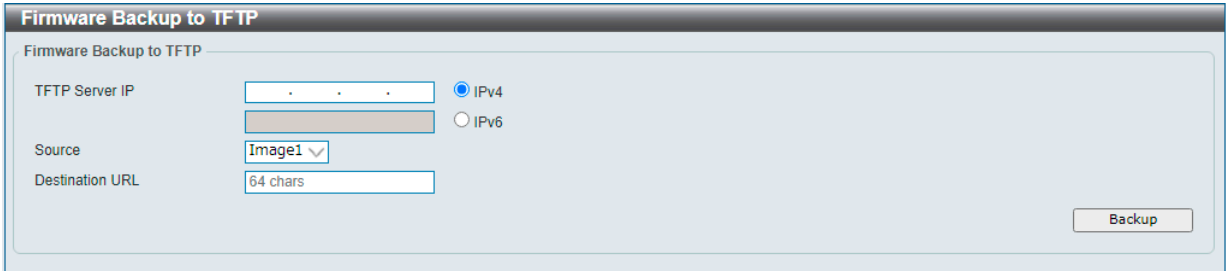 Firmware Backup to TFTP
Firmware Backup to TFTP
TFTP Server IP . . . IPv4
IPv6
Source Image1
Destination URL 64 chars
Backup